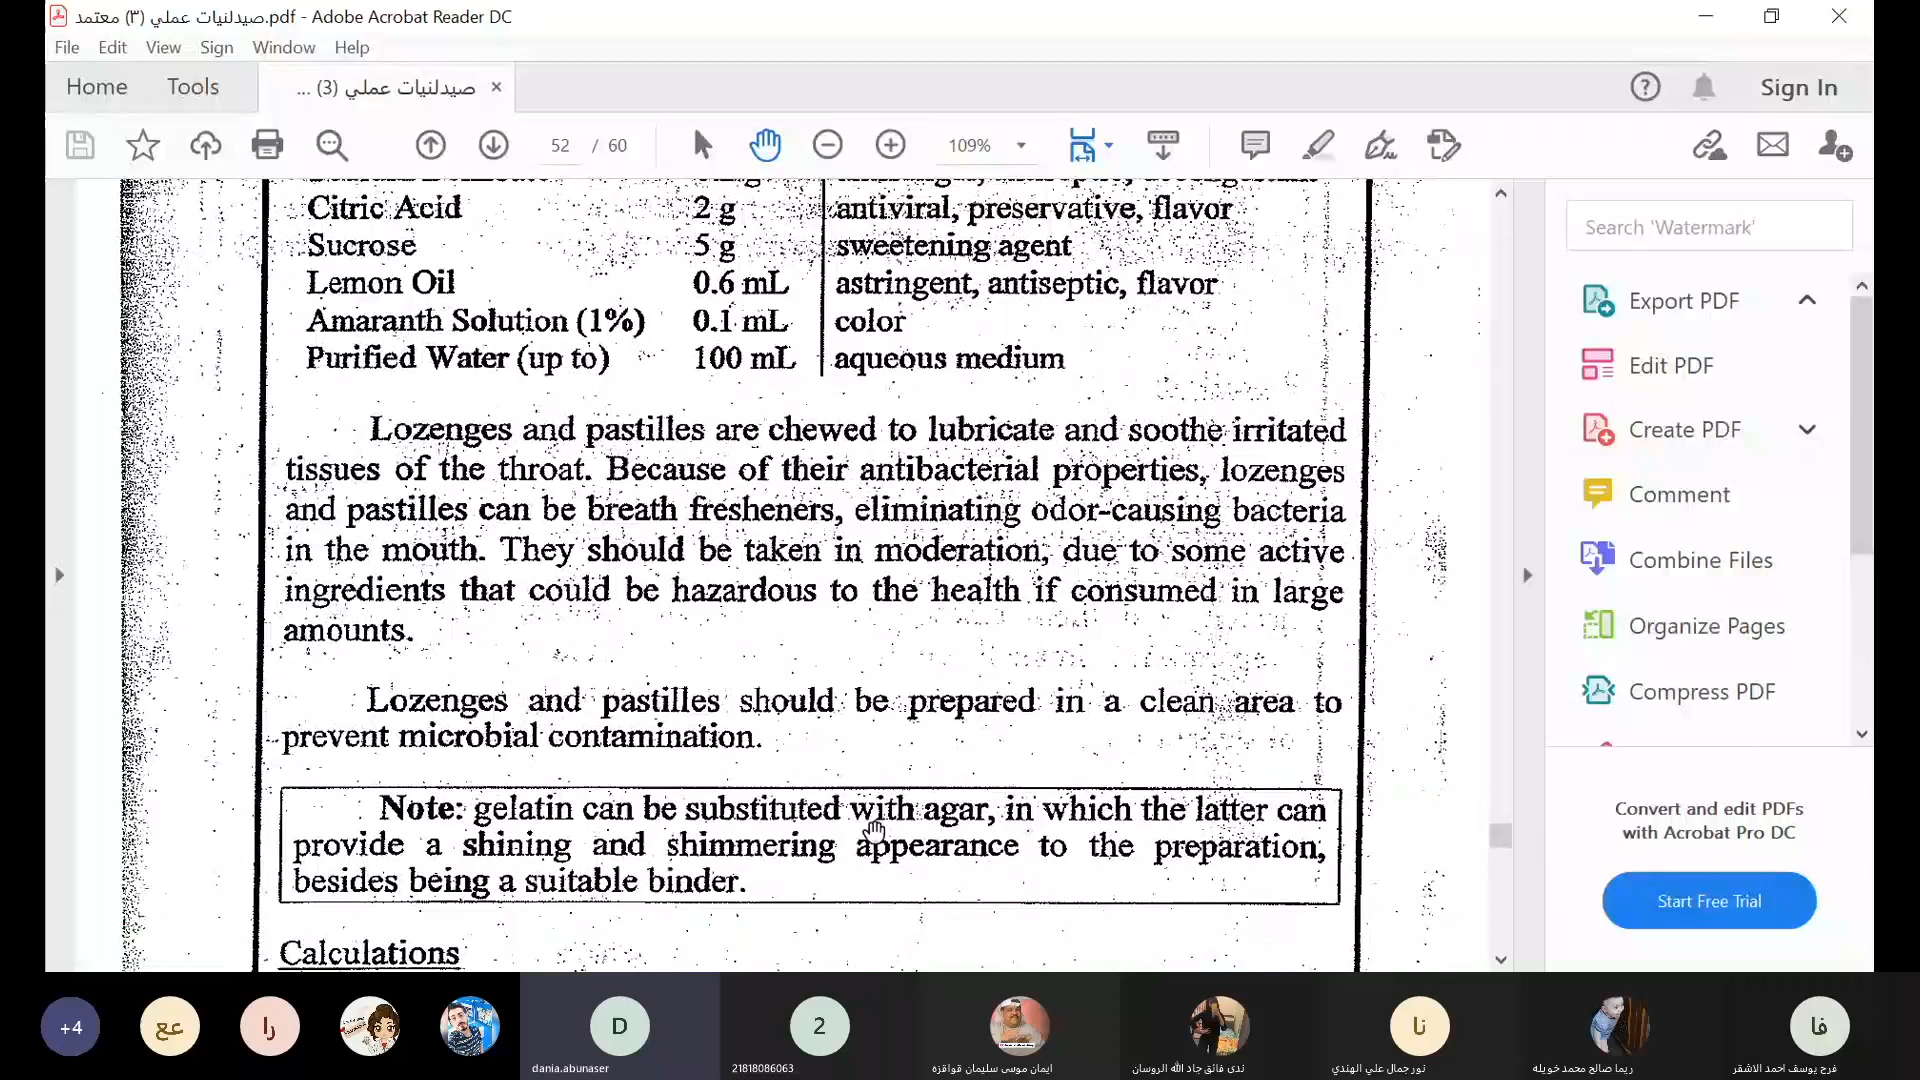 صيدلنيات عملي (٣) معتمد.pdf - Adobe Acrobat Reader DC
File Edit View Sign Window Help
Home Tools صيدلنيات عملي (3) ... × Sign In
52 / 60 109%
Citric Acid 2 g antiviral, preservative, flavor
Sucrose 5 g sweetening agent
Lemon Oil 0.6 mL astringent, antiseptic, flavor
Amaranth Solution (1%) 0.1 mL color
Purified Water (up to) 100 mL aqueous medium
Lozenges and pastilles are chewed to lubricate and soothe irritated
tissues of the throat. Because of their antibacterial properties, lozenges
and pastilles can be breath fresheners, eliminating odor-causing bacteria
in the mouth. They should be taken in moderation, due to some active
ingredients that could be hazardous to the health if consumed in large
amounts.
Lozenges and pastilles should be prepared in a clean area to
prevent microbial contamination.
Note: gelatin can be substituted with agar, in which the latter can
provide a shining and shimmering appearance to the preparation,
besides being a suitable binder.
Calculations
Search 'Watermark'
Export PDF
Edit PDF
Create PDF
Comment
Combine Files
Organize Pages
Compress PDF
Convert and edit PDFs
with Acrobat Pro DC
Start Free Trial
+4
عع
را
D
dania.abunaser
2
21818086063
ايمان موسى سليمان قواقزه
ندى فائق جاد الله الروسان
نا
نور جمال علي الهندي
ريما صالح محمد خويله
فا
فرح يوسف احمد الاشقر